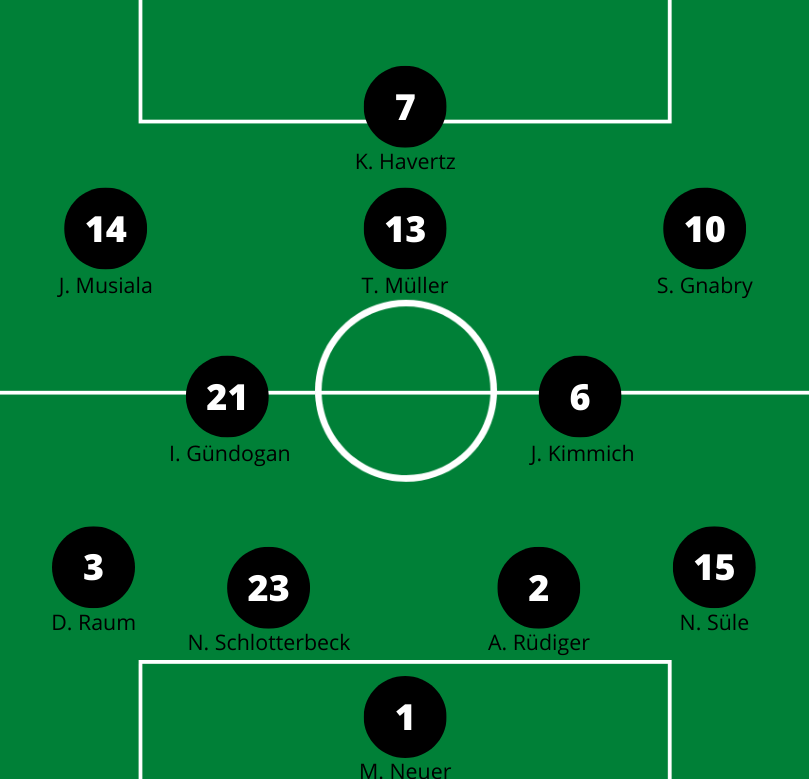 7
K. Havertz
14
13
10
J. Musiala
T. Müller
S. Gnabry
21
6
I. Gündogan
J. Kimmich
3
23
2
15
D. Raum
N. Schlotterbeck
A. Rüdiger
N. Süle
1
M. Neuer